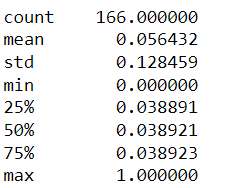 count 166.000000
mean 0.056432
std 0.128459
min 0.000000
25% 0.038891
50% 0.038921
75% 0.038923
max 1.000000